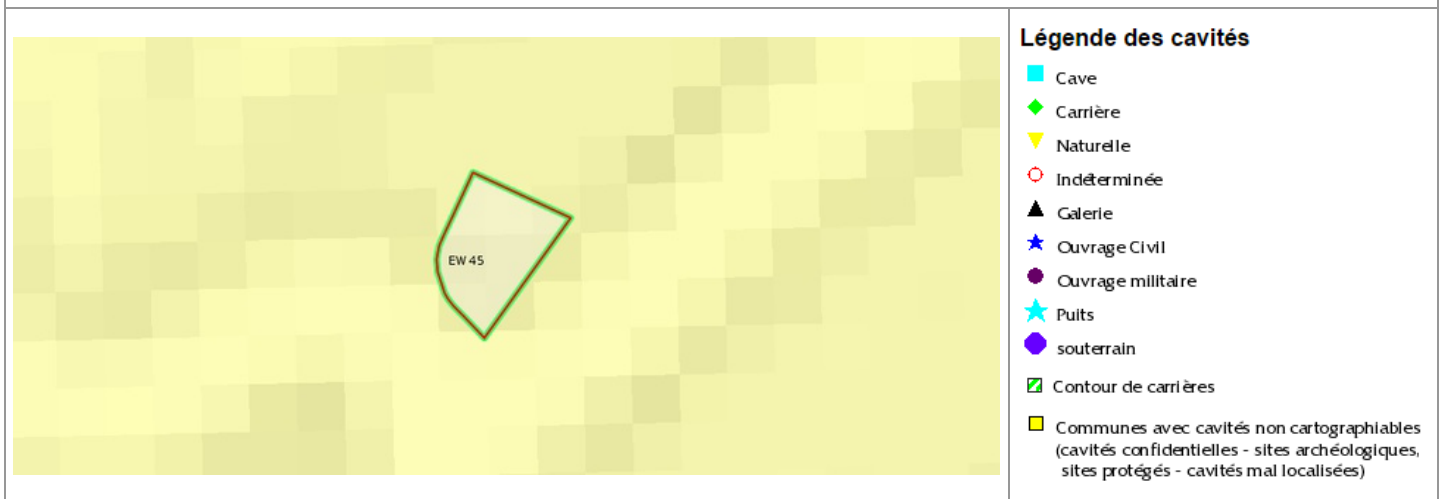 EW 45
Légende des cavités
Cave
Carrière
Naturelle
Indéterminée
Galerie
Ouvrage Civil
Ouvrage militaire
Puits
souterrain
Contour de carrières
Communes avec cavités non cartographiables
(cavités confidentielles - sites archéologiques,
sites protégés - cavités mal localisées)